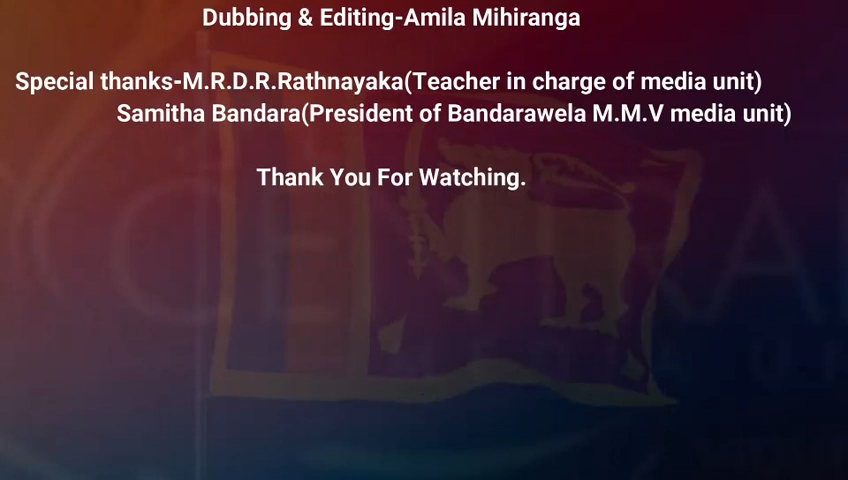 Dubbing & Editing-Amila Mihiranga
Special thanks-M.R.D.R.Rathnayaka(Teacher in charge of media unit)
Samitha Bandara(President of Bandarawela M.M.V media unit)
Thank You For Watching.